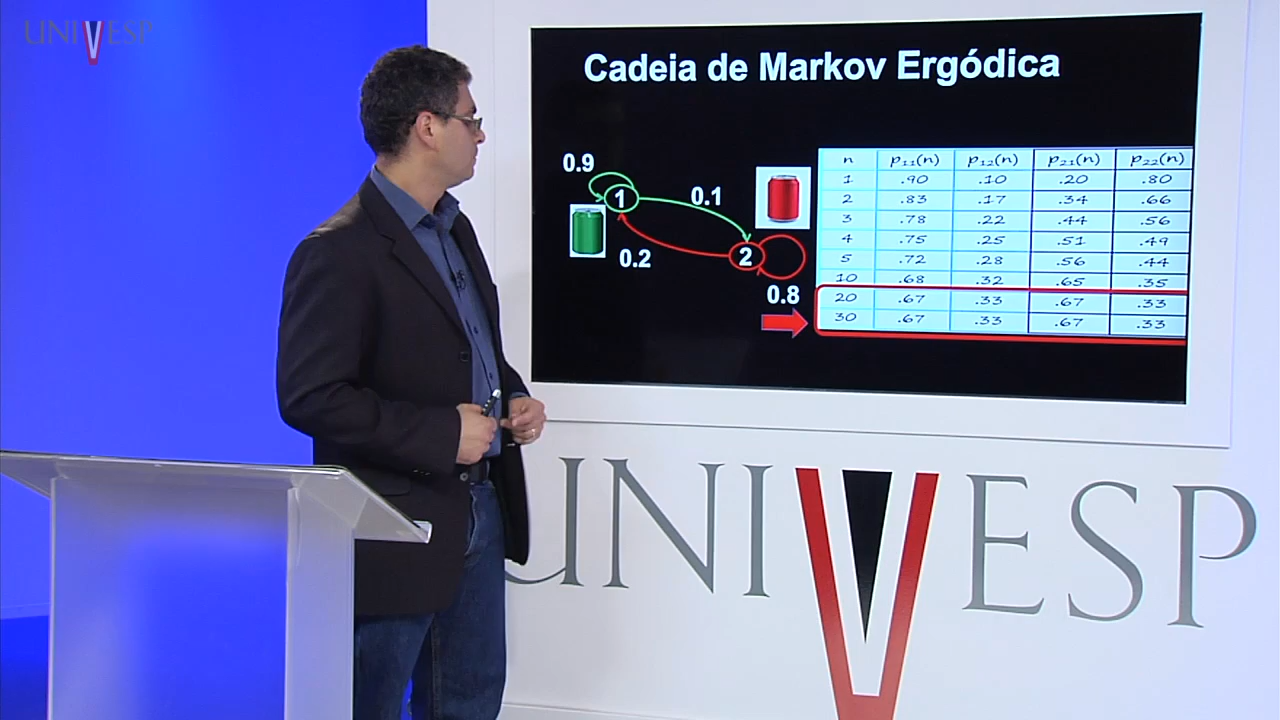 UNIVESP
Cadeia de Markov Ergódica
0.9
1
0.1
0.2
2
0.8
n p₁₁(n) p₁₂(n) p₂₁(n) p₂₂(n)
1 .90 .10 .20 .80
2 .83 .17 .34 .66
3 .78 .22 .44 .56
4 .75 .25 .51 .49
5 .72 .28 .56 .44
10 .68 .32 .65 .35
20 .67 .33 .67 .33
30 .67 .33 .67 .33
UNIVESP